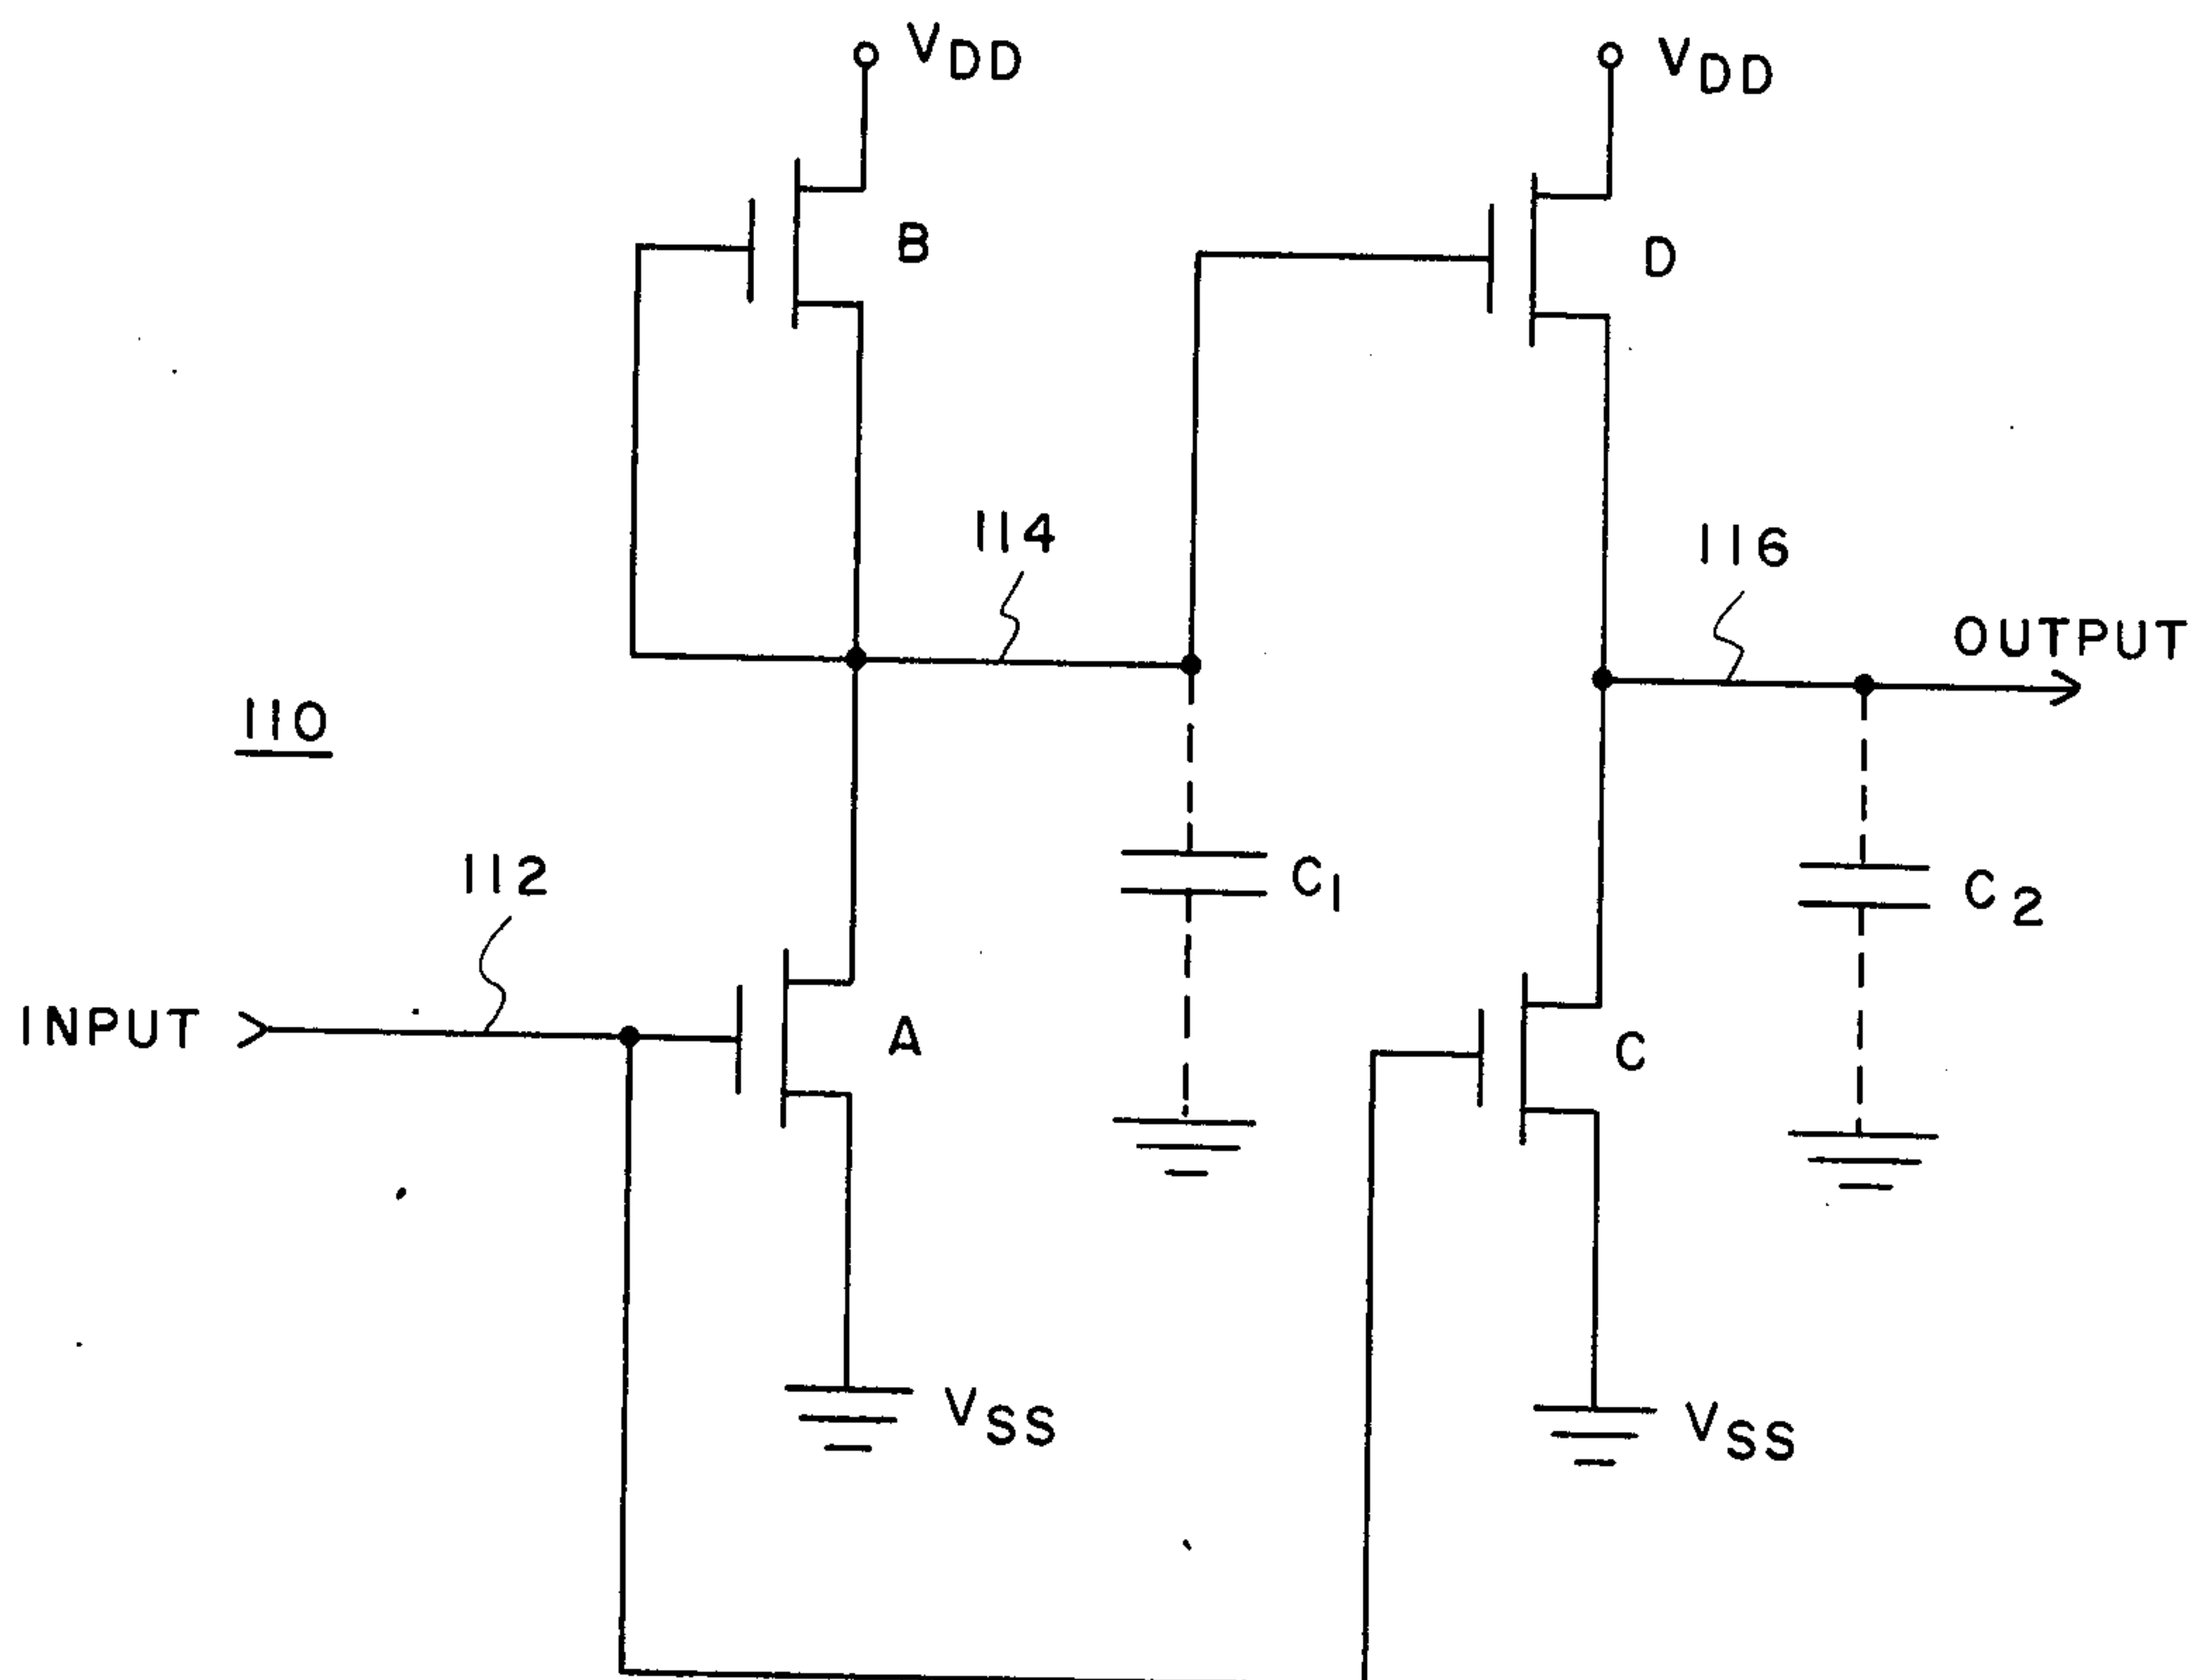 VDD
VDD
B
D
114
116
OUTPUT
110
112
C1
C2
INPUT
A
C
VSS
VSS